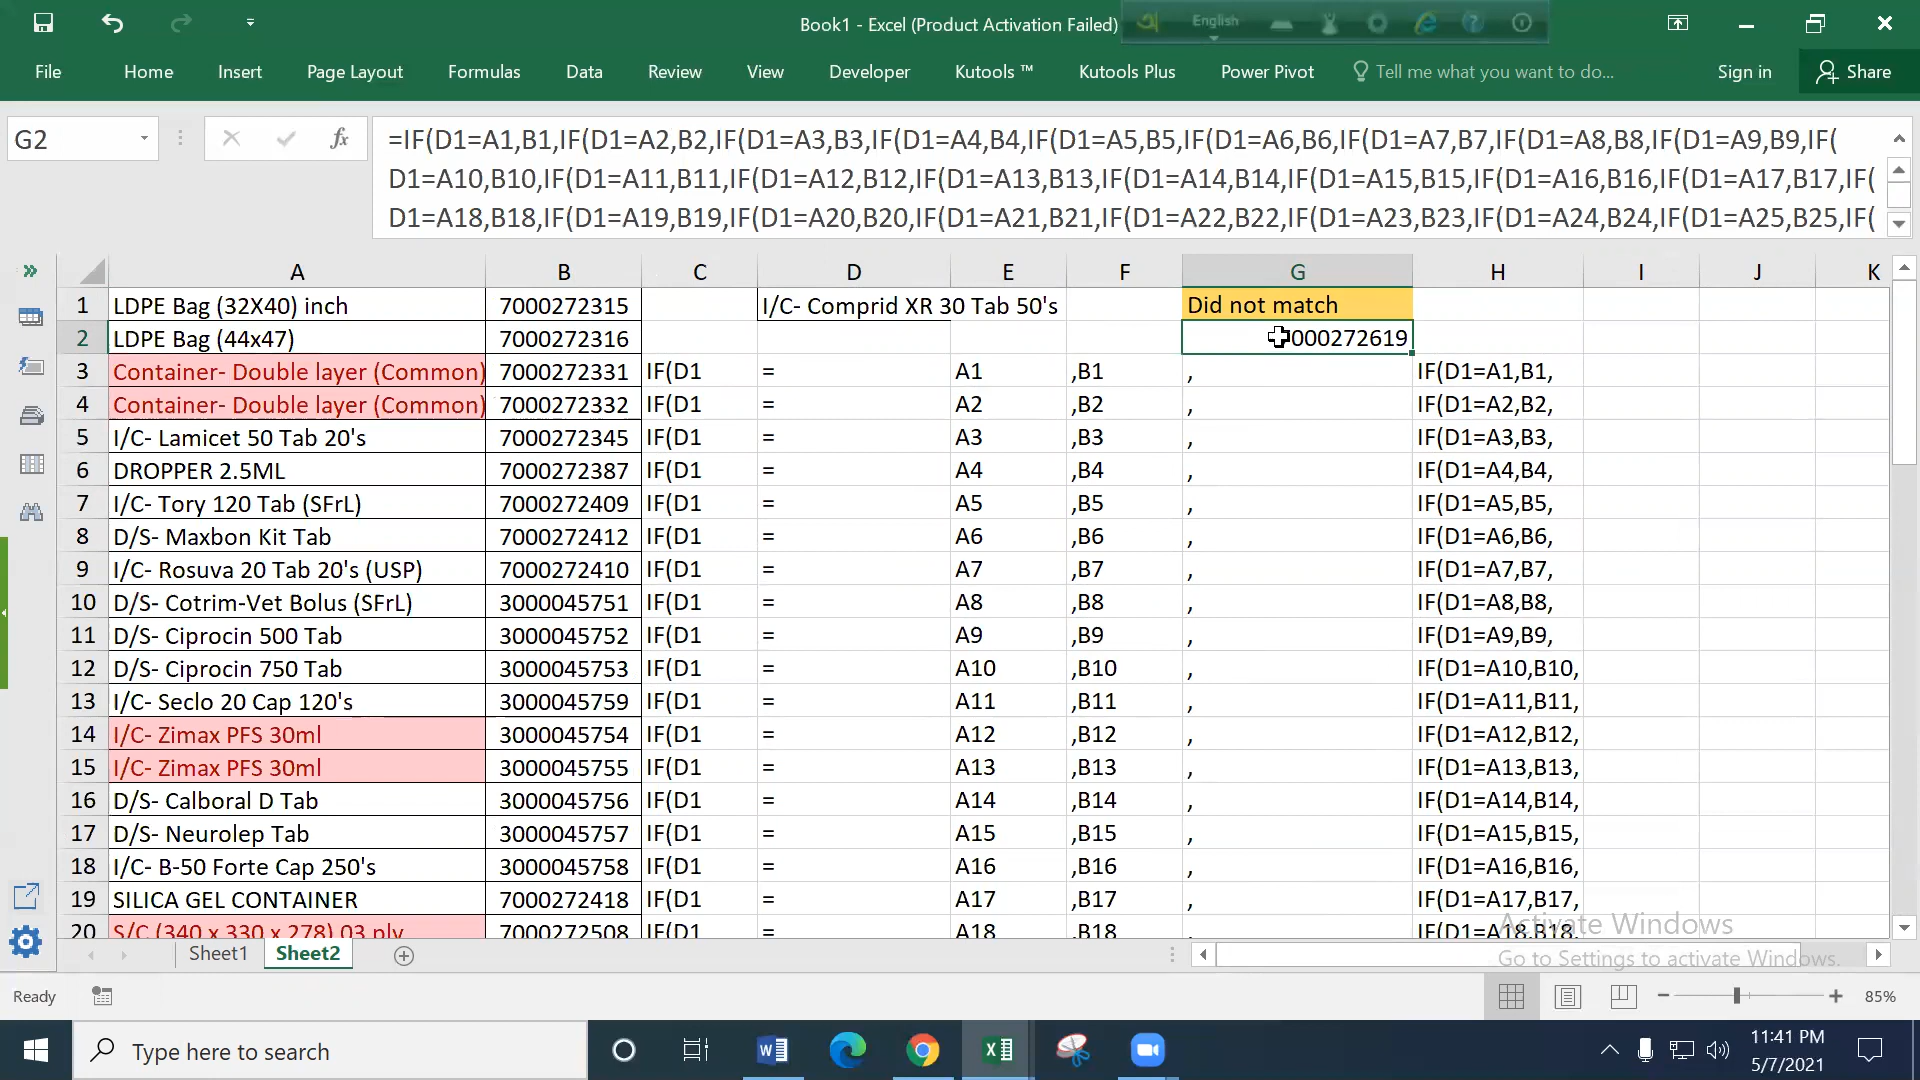 Book1 - Excel (Product Activation Failed)
English
File Home Insert Page Layout Formulas Data Review View Developer Kutools ™ Kutools Plus Power Pivot Tell me what you want to do... Sign in Share
G2 fx =IF(D1=A1,B1,IF(D1=A2,B2,IF(D1=A3,B3,IF(D1=A4,B4,IF(D1=A5,B5,IF(D1=A6,B6,IF(D1=A7,B7,IF(D1=A8,B8,IF(D1=A9,B9,IF(
D1=A10,B10,IF(D1=A11,B11,IF(D1=A12,B12,IF(D1=A13,B13,IF(D1=A14,B14,IF(D1=A15,B15,IF(D1=A16,B16,IF(D1=A17,B17,IF(
D1=A18,B18,IF(D1=A19,B19,IF(D1=A20,B20,IF(D1=A21,B21,IF(D1=A22,B22,IF(D1=A23,B23,IF(D1=A24,B24,IF(D1=A25,B25,IF(
A B C D E F G H I J K
1 LDPE Bag (32X40) inch 7000272315 I/C- Comprid XR 30 Tab 50's Did not match
2 LDPE Bag (44x47) 7000272316 000272619
3 Container- Double layer (Common) 7000272331 IF(D1 = A1 ,B1 , IF(D1=A1,B1,
4 Container- Double layer (Common) 7000272332 IF(D1 = A2 ,B2 , IF(D1=A2,B2,
5 I/C- Lamicet 50 Tab 20's 7000272345 IF(D1 = A3 ,B3 , IF(D1=A3,B3,
6 DROPPER 2.5ML 7000272387 IF(D1 = A4 ,B4 , IF(D1=A4,B4,
7 I/C- Tory 120 Tab (SFrL) 7000272409 IF(D1 = A5 ,B5 , IF(D1=A5,B5,
8 D/S- Maxbon Kit Tab 7000272412 IF(D1 = A6 ,B6 , IF(D1=A6,B6,
9 I/C- Rosuva 20 Tab 20's (USP) 7000272410 IF(D1 = A7 ,B7 , IF(D1=A7,B7,
10 D/S- Cotrim-Vet Bolus (SFrL) 3000045751 IF(D1 = A8 ,B8 , IF(D1=A8,B8,
11 D/S- Ciprocin 500 Tab 3000045752 IF(D1 = A9 ,B9 , IF(D1=A9,B9,
12 D/S- Ciprocin 750 Tab 3000045753 IF(D1 = A10 ,B10 , IF(D1=A10,B10,
13 I/C- Seclo 20 Cap 120's 3000045759 IF(D1 = A11 ,B11 , IF(D1=A11,B11,
14 I/C- Zimax PFS 30ml 3000045754 IF(D1 = A12 ,B12 , IF(D1=A12,B12,
15 I/C- Zimax PFS 30ml 3000045755 IF(D1 = A13 ,B13 , IF(D1=A13,B13,
16 D/S- Calboral D Tab 3000045756 IF(D1 = A14 ,B14 , IF(D1=A14,B14,
17 D/S- Neurolep Tab 3000045757 IF(D1 = A15 ,B15 , IF(D1=A15,B15,
18 I/C- B-50 Forte Cap 250's 3000045758 IF(D1 = A16 ,B16 , IF(D1=A16,B16,
19 SILICA GEL CONTAINER 7000272418 IF(D1 = A17 ,B17 , IF(D1=A17,B17,
20 S/C (340 x 330 x 278) 03 ply 7000272508 IF(D1 = A18 ,B18 , IF(D1=A18,B18,
Activate Windows
Go to Settings to activate Windows.
Sheet1 Sheet2
Ready 85%
Type here to search
11:41 PM
5/7/2021